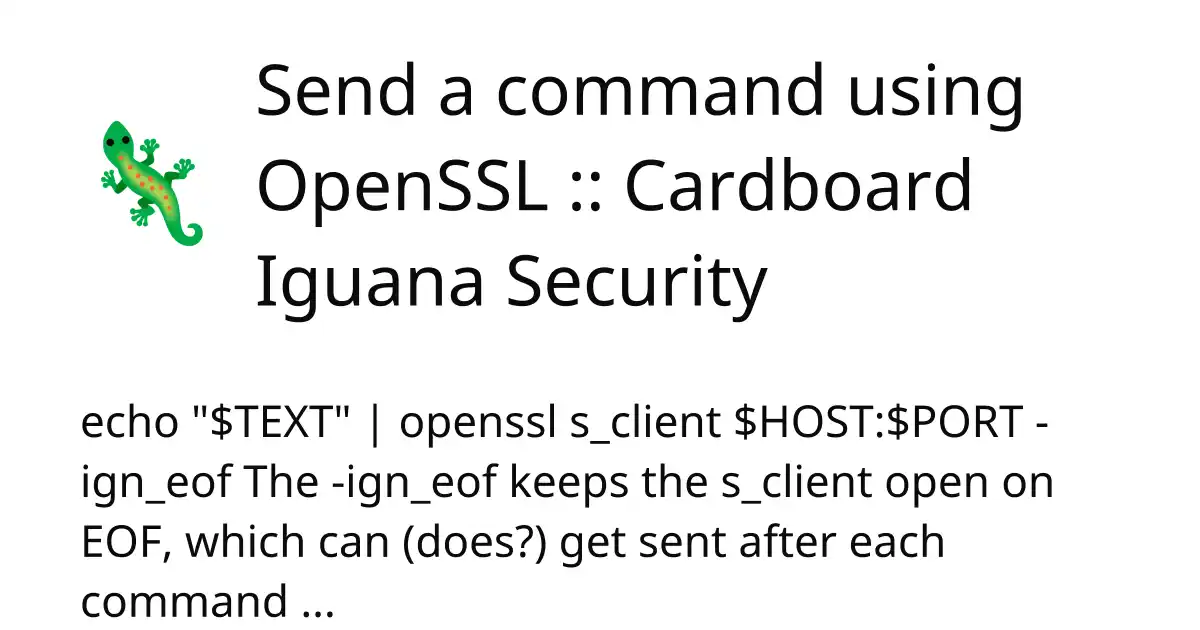 Send a command using
OpenSSL :: Cardboard
Iguana Security
echo "$TEXT" | openssl s_client $HOST:$PORT -
ign_eof The -ign_eof keeps the s_client open on
EOF, which can (does?) get sent after each
command ...